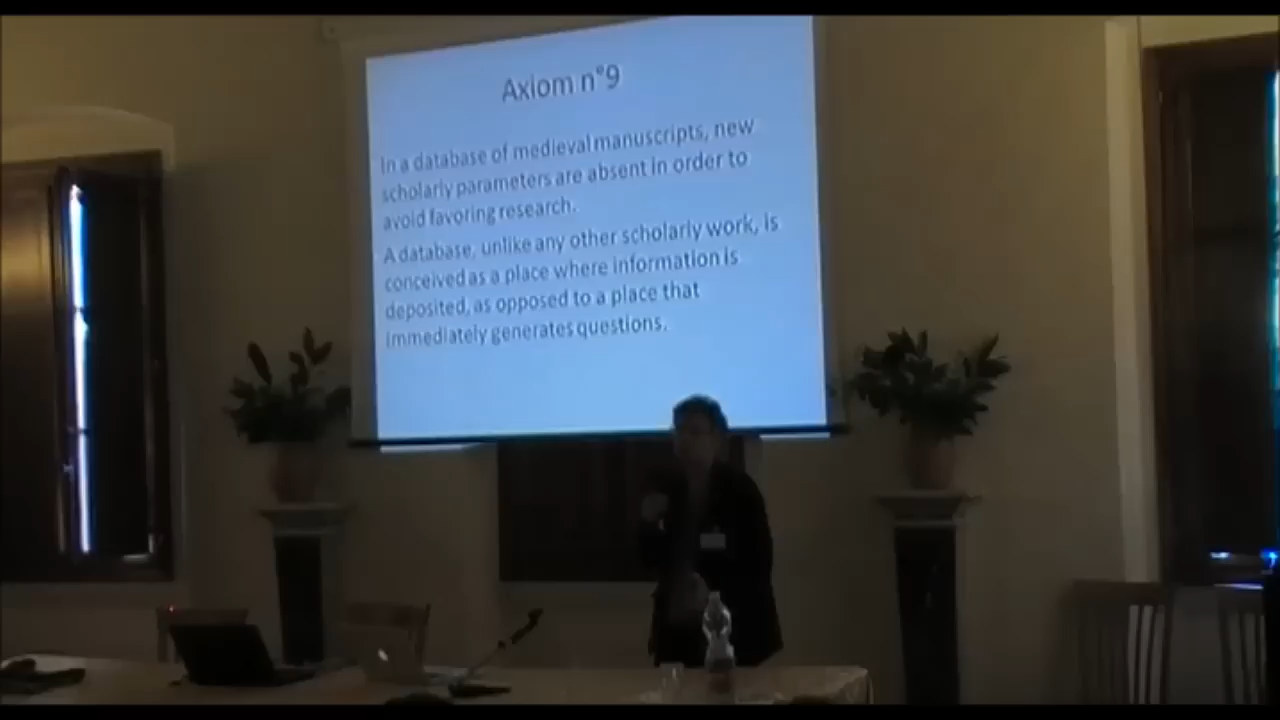 Axiom n°9
In a database of medieval manuscripts, new
scholarly parameters are absent in order to
avoid favoring research.
A database, unlike any other scholarly work, is
conceived as a place where information is
deposited, as opposed to a place that
immediately generates questions.